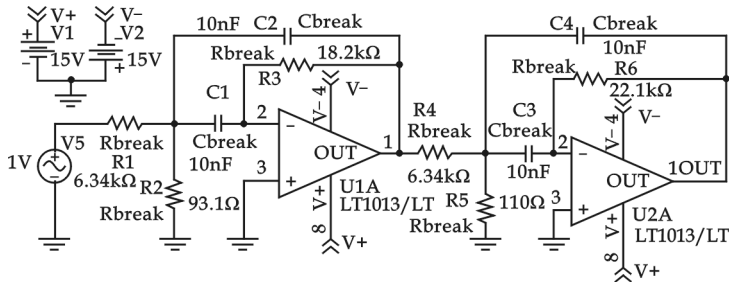 V+ V−
V1 V2
15V 15V
10nF C2 Cbreak
Rbreak 18.2kΩ
R3
V− 4 V−
C1
V5 Rbreak 2 OUT 1
Cbreak
1V R1 10nF 3
6.34kΩ R2
Rbreak 93.1Ω
U1A
LT1013/LT
8 V+
V+
C4 Cbreak
10nF
Rbreak R6
22.1kΩ
V− 4 V−
R4 C3
Rbreak Cbreak
6.34kΩ 10nF 2
OUT 1OUT
R5 110Ω 3
Rbreak
U2A
LT1013/LT
8 V+
V+